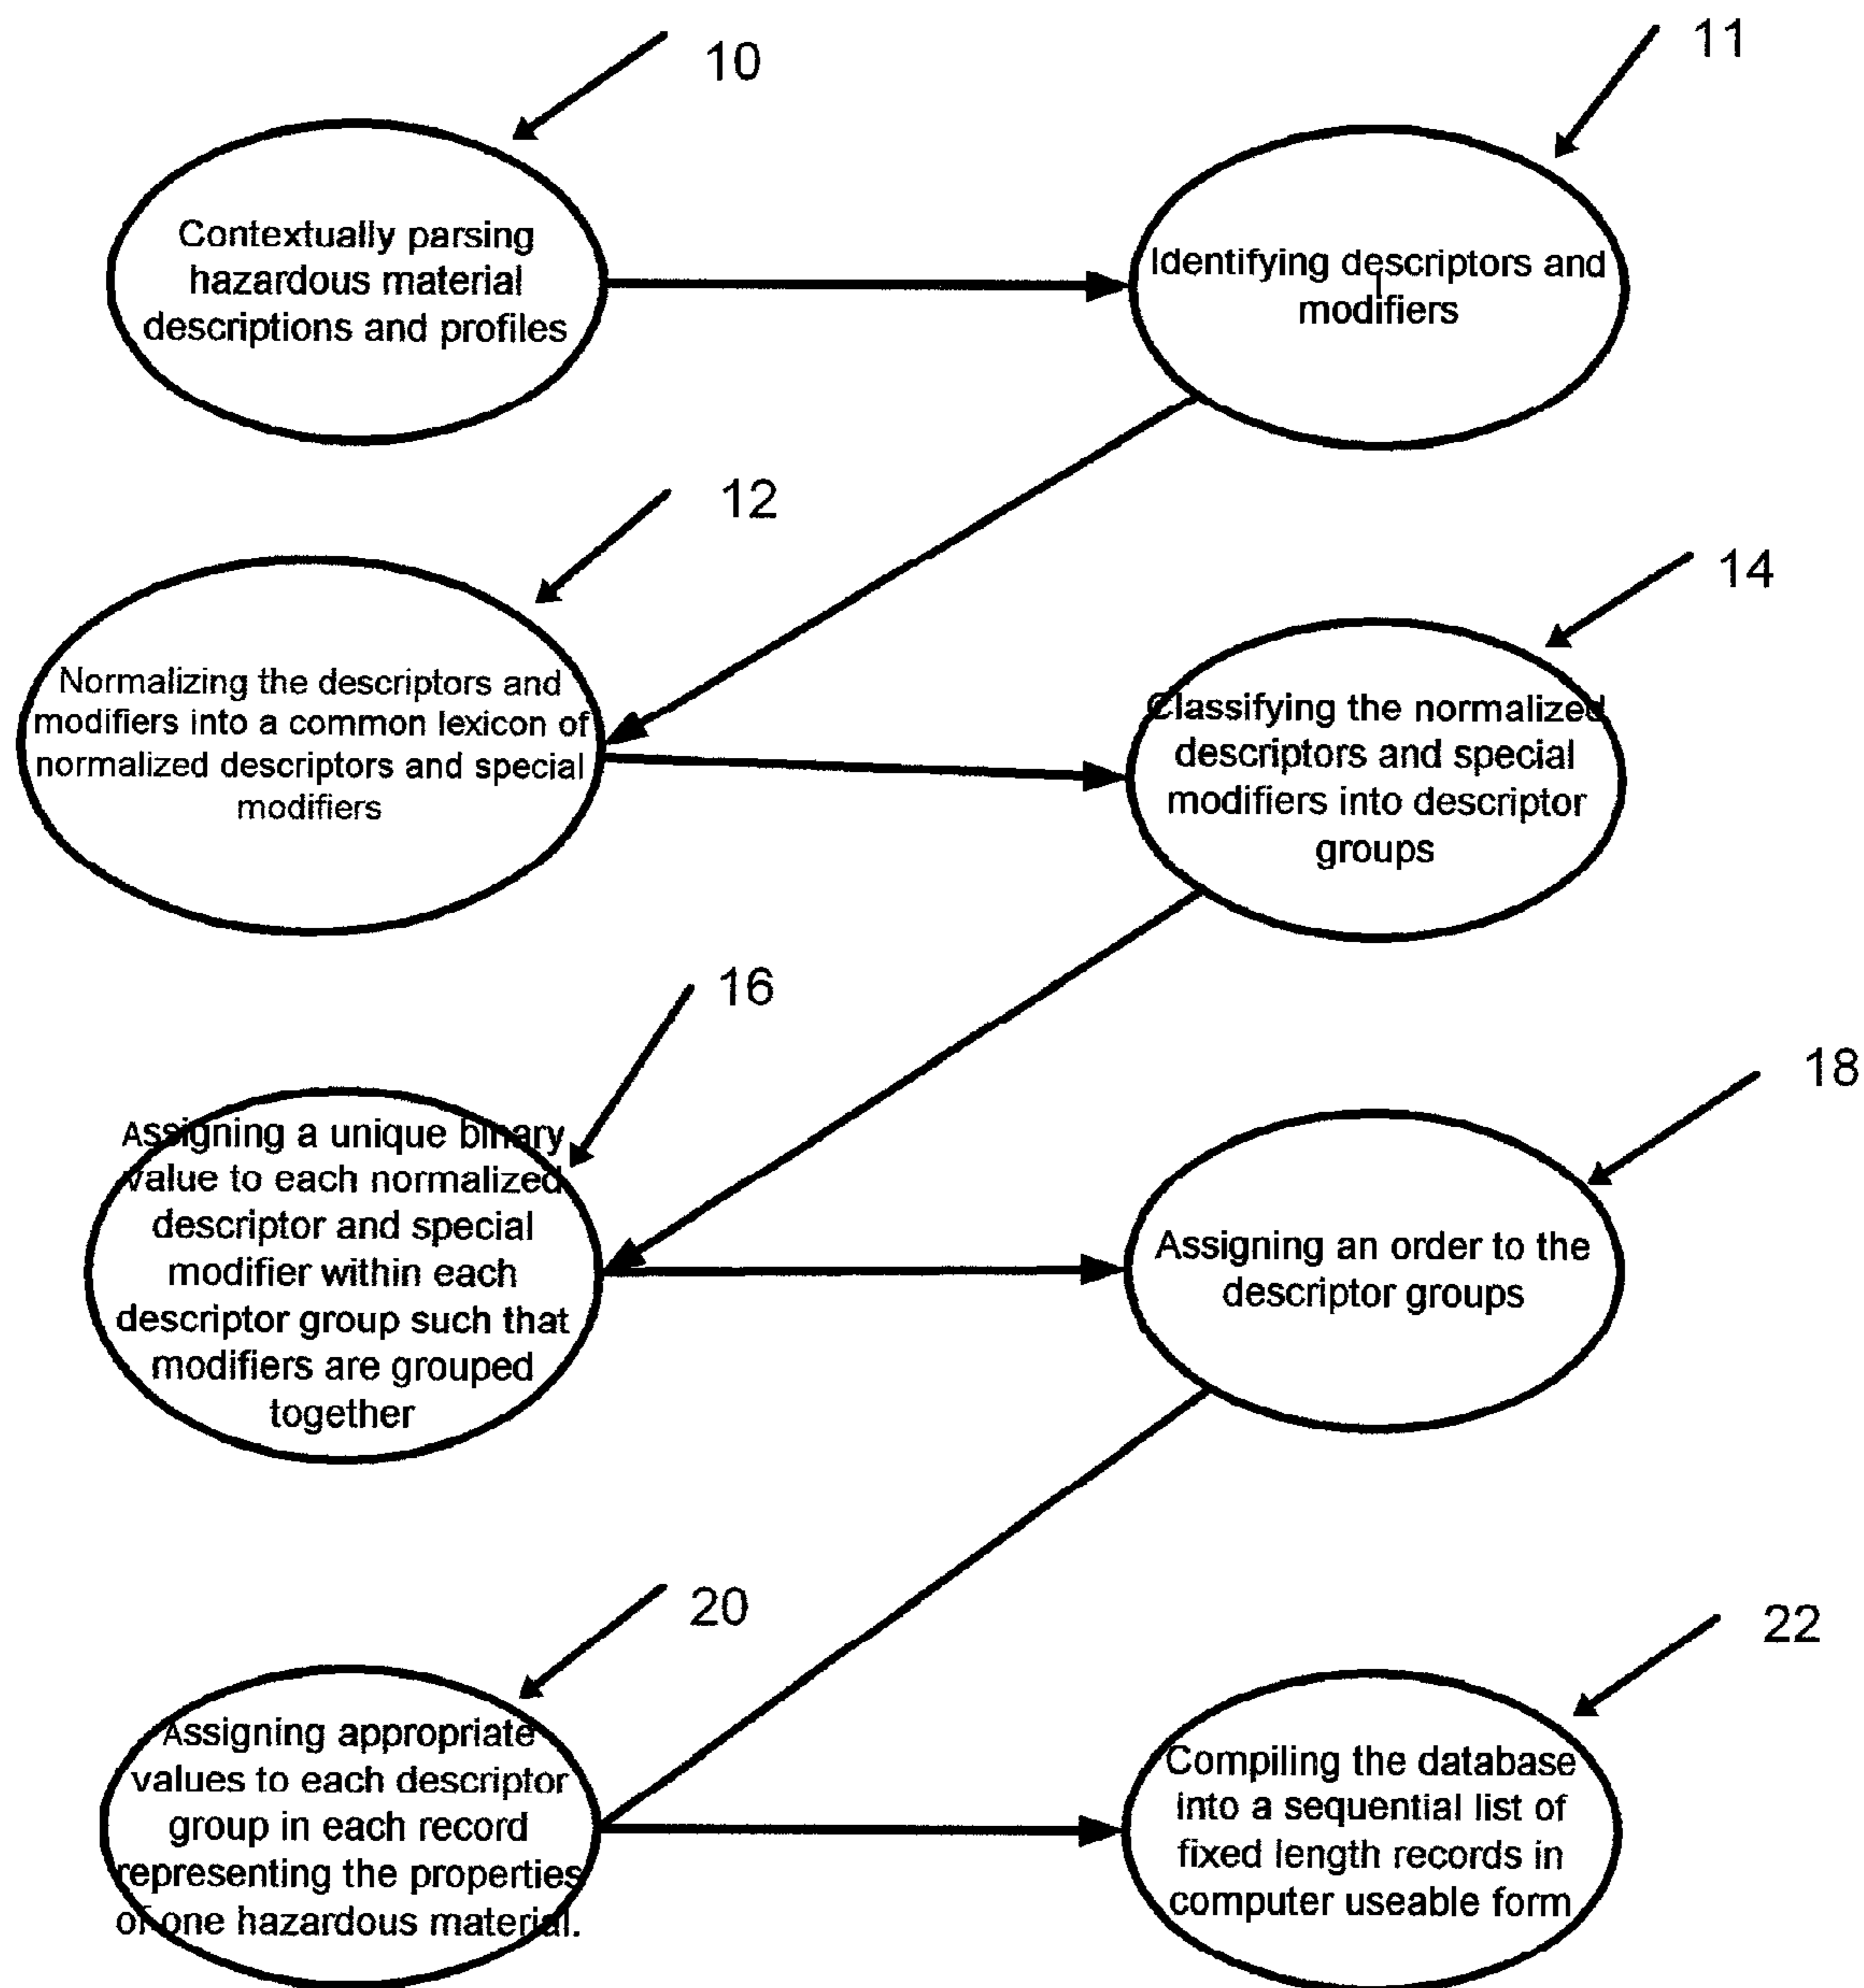 10
Contextually parsing
hazardous material
descriptions and profiles
11
Identifying descriptors and
modifiers
12
Normalizing the descriptors and
modifiers into a common lexicon of
normalized descriptors and special
modifiers
14
Classifying the normalized
descriptors and special
modifiers into descriptor
groups
16
Assigning a unique binary
value to each normalized
descriptor and special
modifier within each
descriptor group such that
modifiers are grouped
together
18
Assigning an order to the
descriptor groups
20
Assigning appropriate
values to each descriptor
group in each record
representing the properties
of one hazardous material.
22
Compiling the database
into a sequential list of
fixed length records in
computer useable form